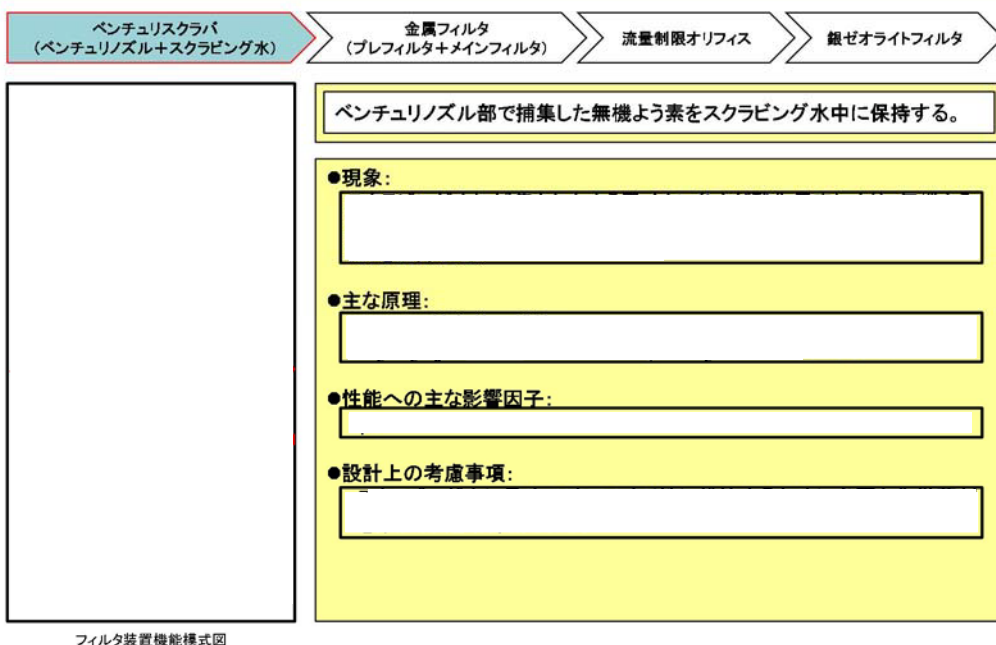 ベンチュリスクラバ
(ベンチュリノズル+スクラビング水)
金属フィルタ
(プレフィルタ+メインフィルタ)
流量制限オリフィス
銀ゼオライトフィルタ
ベンチュリノズル部で捕集した無機よう素をスクラビング水中に保持する。
●現象:
●主な原理:
●性能への主な影響因子:
●設計上の考慮事項:
フィルタ装置機能模式図